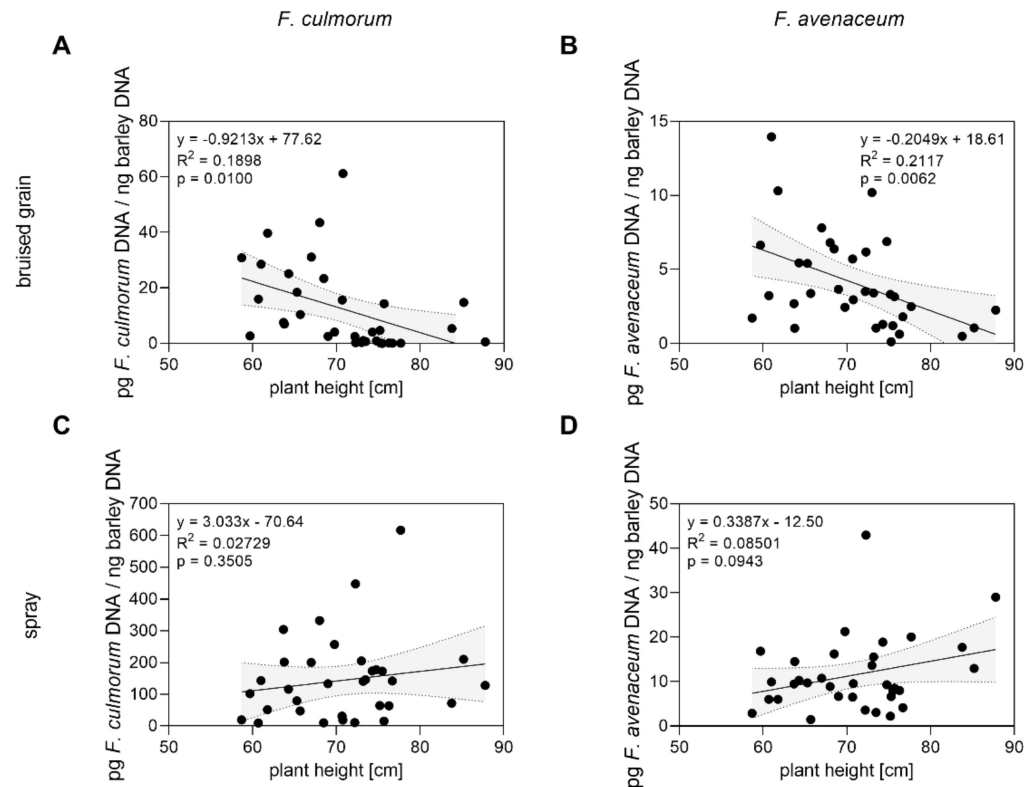 F. culmorum
F. avenaceum
bruised grain
A
pg F. culmorum DNA / ng barley DNA
80
60
40
20
0
y = -0.9213x + 77.62
R² = 0.1898
p = 0.0100
50 60 70 80 90
plant height [cm]
B
pg F. avenaceum DNA / ng barley DNA
15
10
5
0
y = -0.2049x + 18.61
R² = 0.2117
p = 0.0062
50 60 70 80 90
plant height [cm]
spray
C
pg F. culmorum DNA / ng barley DNA
700
600
500
400
300
200
100
0
y = 3.033x - 70.64
R² = 0.02729
p = 0.3505
50 60 70 80 90
plant height [cm]
D
pg F. avenaceum DNA / ng barley DNA
50
40
30
20
10
0
y = 0.3387x - 12.50
R² = 0.08501
p = 0.0943
50 60 70 80 90
plant height [cm]